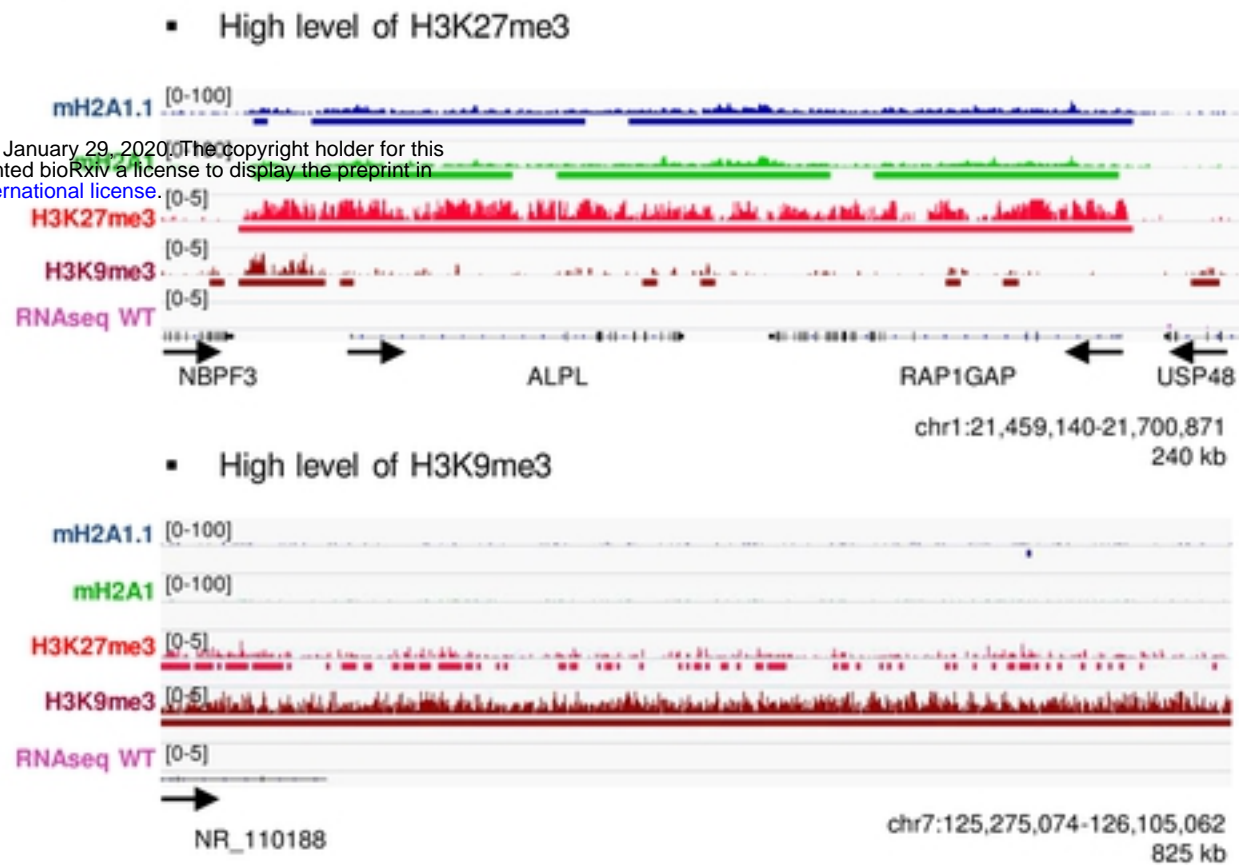 ▪ High level of H3K27me3
mH2A1.1 [0-100]
January 29, 2020. The copyright holder for this
mH2A1 [0-100]
nted bioRxiv a license to display the preprint in
ernational license.
H3K27me3 [0-5]
H3K9me3 [0-5]
RNAseq WT [0-5]
NBPF3 ALPL RAP1GAP USP48
chr1:21,459,140-21,700,871
240 kb
▪ High level of H3K9me3
mH2A1.1 [0-100]
mH2A1 [0-100]
H3K27me3 [0-5]
H3K9me3 [0-5]
RNAseq WT [0-5]
NR_110188
chr7:125,275,074-126,105,062
825 kb